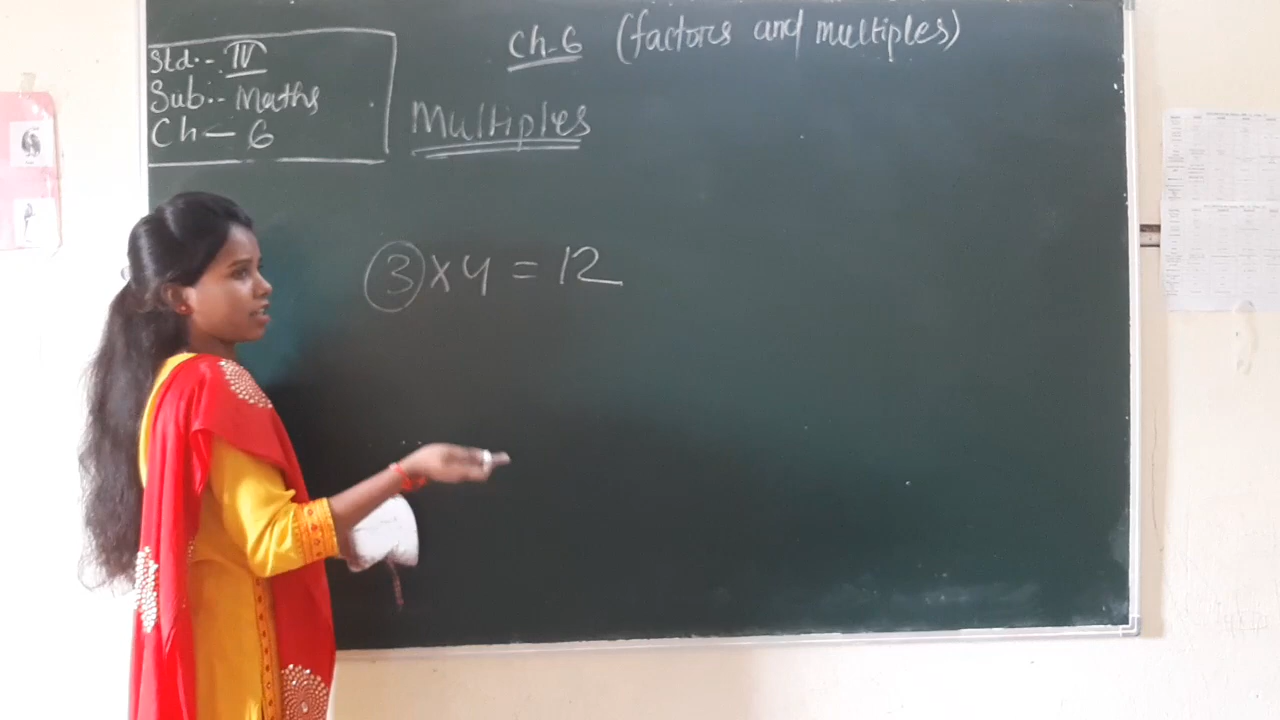 Std.- IV
Sub:- Maths
Ch - 6
Ch-6 (factors and multiples)
Multiples
3 x 4 = 12